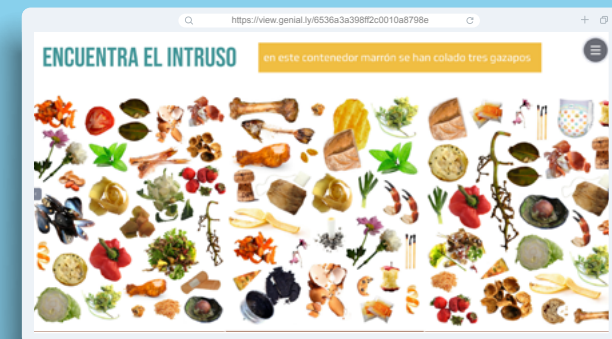 https://view.genial.ly/6536a3a398ff2c0010a8798e
ENCUENTRA EL INTRUSO
en este contenedor marrón se han colado tres gazapos